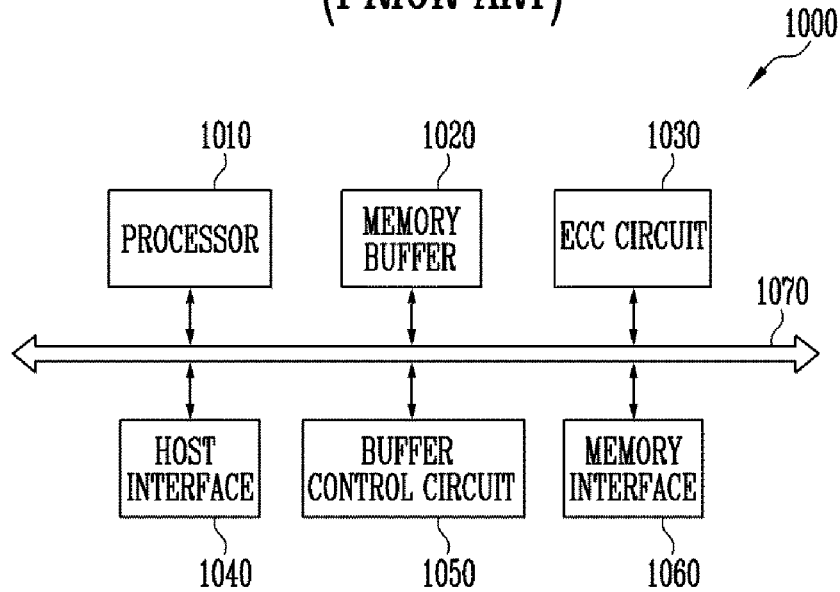 (PRIOR ART)
1000
1010
1020
1030
PROCESSOR
MEMORY
BUFFER
ECC CIRCUIT
1070
HOST
INTERFACE
BUFFER
CONTROL CIRCUIT
MEMORY
INTERFACE
1040
1050
1060